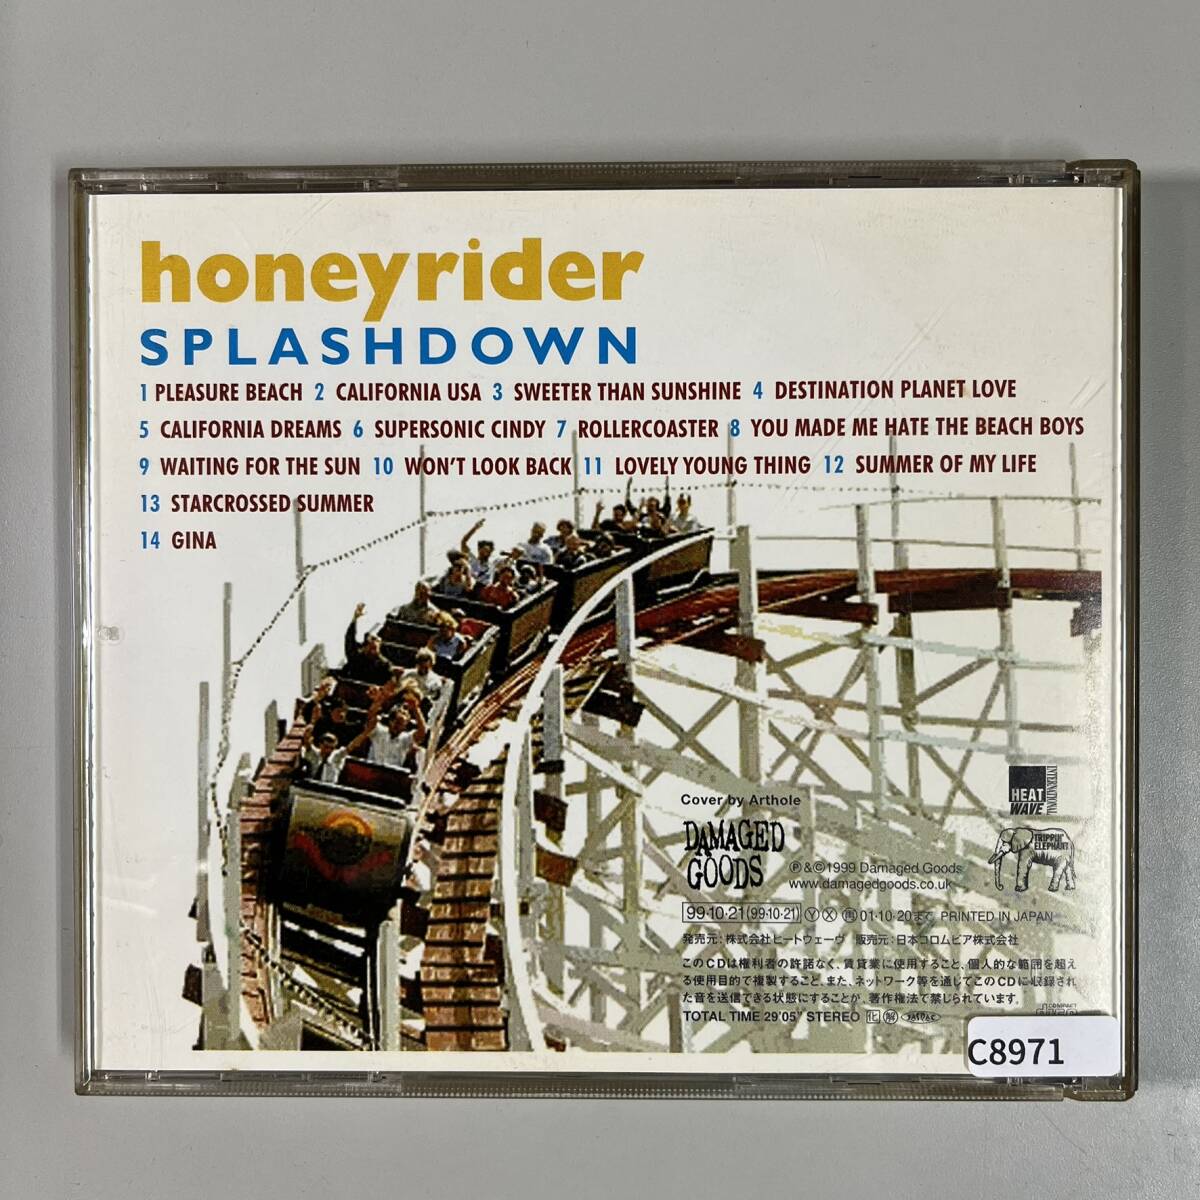 honeyrider
SPLASHDOWN
1 PLEASURE BEACH 2 CALIFORNIA USA 3 SWEETER THAN SUNSHINE 4 DESTINATION PLANET LOVE
5 CALIFORNIA DREAMS 6 SUPERSONIC CINDY 7 ROLLERCOASTER 8 YOU MADE ME HATE THE BEACH BOYS
9 WAITING FOR THE SUN 10 WON'T LOOK BACK 11 LOVELY YOUNG THING 12 SUMMER OF MY LIFE
13 STARCROSSED SUMMER
14 GINA
HEAT
WAVE
INTERNATIONAL
Cover by Arthole
DAMAGED
GOODS
TRIPPIN'
ELEPHANT
Ⓟ&©1999 Damaged Goods
www.damagedgoods.co.uk
99·10·21(99·10·21) Ⓨ Ⓧ 再 01·10·20まで PRINTED IN JAPAN
発売元:株式会社ヒートウェーヴ 販売元:日本コロムビア株式会社
このCDは権利者の許諾なく、賃貸業に使用すること、個人的な範囲を超え
る使用目的で複製すること、また、ネットワーク等を通じてこのCDに収録され
た音を送信できる状態にすることが、著作権法で禁じられています。
TOTAL TIME 29'05" STEREO 化 解 JASRAC
COMPACT
C8971